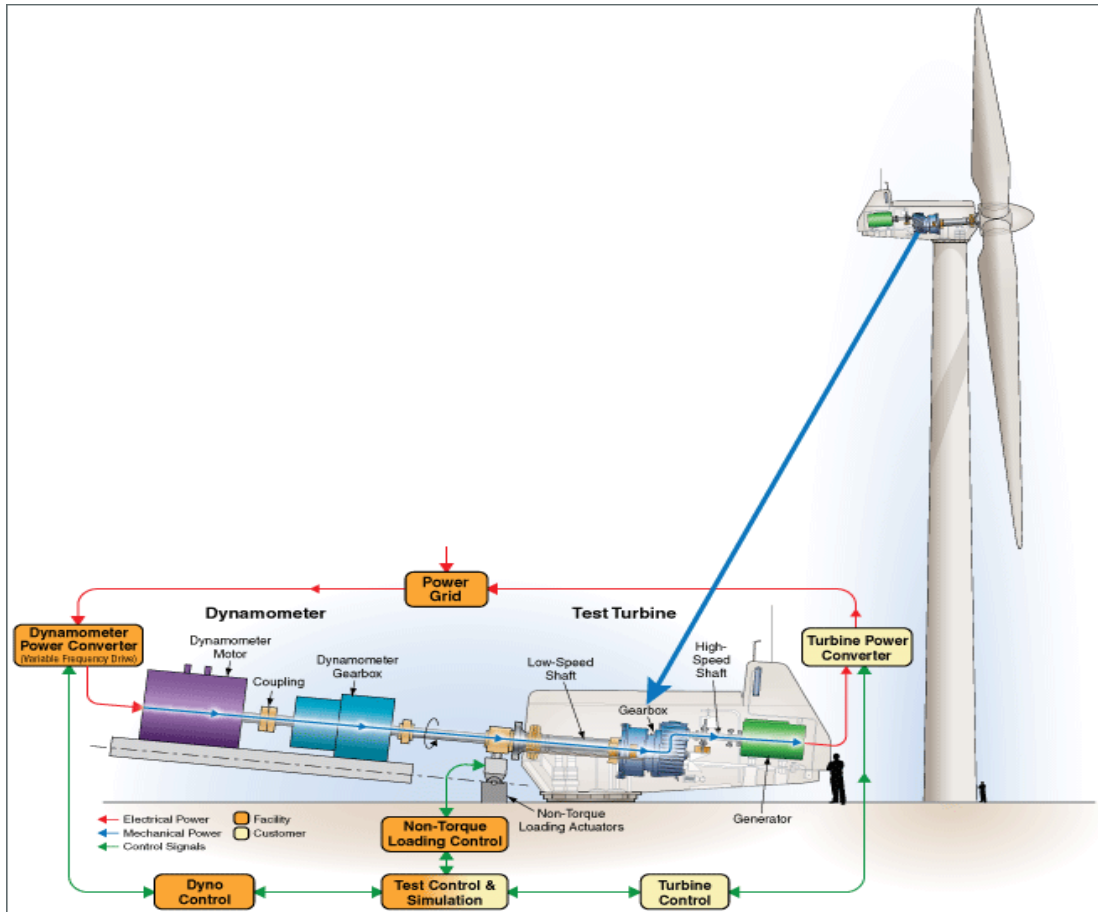 Power
Grid
Dynamometer
Test Turbine
Dynamometer
Power Converter
(Variable Frequency Drive)
Dynamometer
Motor
Coupling
Dynamometer
Gearbox
Low-Speed
Shaft
Gearbox
High-
Speed
Shaft
Turbine Power
Converter
Electrical Power
Mechanical Power
Control Signals
Facility
Customer
Non-Torque
Loading Actuators
Generator
Non-Torque
Loading Control
Dyno
Control
Test Control &
Simulation
Turbine
Control